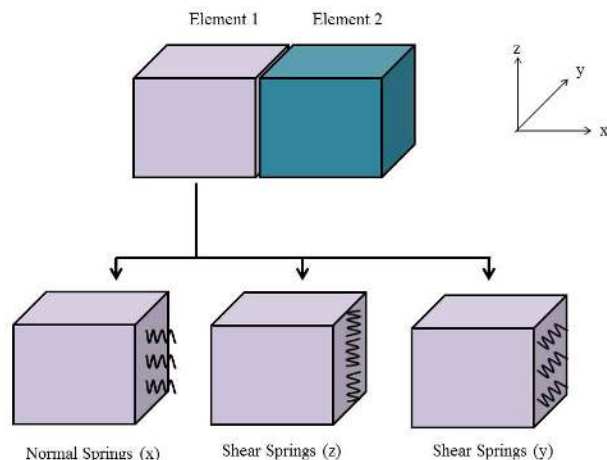 Element 1
Element 2
z
y
x
Normal Springs (x)
Shear Springs (z)
Shear Springs (y)